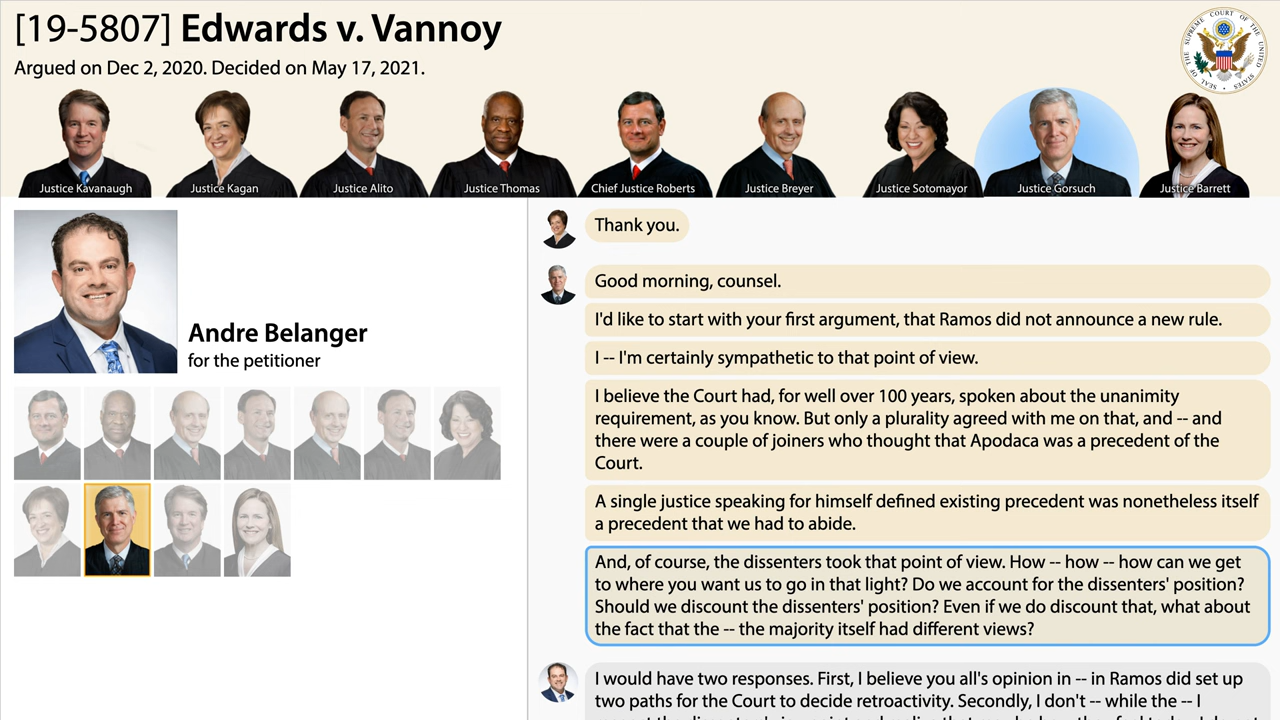 [19-5807] Edwards v. Vannoy
Argued on Dec 2, 2020. Decided on May 17, 2021.
SEAL OF THE SUPREME COURT OF THE UNITED STATES
Justice Kavanaugh
Justice Kagan
Justice Alito
Justice Thomas
Chief Justice Roberts
Justice Breyer
Justice Sotomayor
Justice Gorsuch
Justice Barrett
Andre Belanger
for the petitioner
Thank you.
Good morning, counsel.
I'd like to start with your first argument, that Ramos did not announce a new rule.
I -- I'm certainly sympathetic to that point of view.
I believe the Court had, for well over 100 years, spoken about the unanimity
requirement, as you know. But only a plurality agreed with me on that, and -- and
there were a couple of joiners who thought that Apodaca was a precedent of the
Court.
A single justice speaking for himself defined existing precedent was nonetheless itself
a precedent that we had to abide.
And, of course, the dissenters took that point of view. How -- how -- how can we get
to where you want us to go in that light? Do we account for the dissenters' position?
Should we discount the dissenters' position? Even if we do discount that, what about
the fact that the -- the majority itself had different views?
I would have two responses. First, I believe you all's opinion in -- in Ramos did set up
two paths for the Court to decide retroactivity. Secondly, I don't -- while the -- I